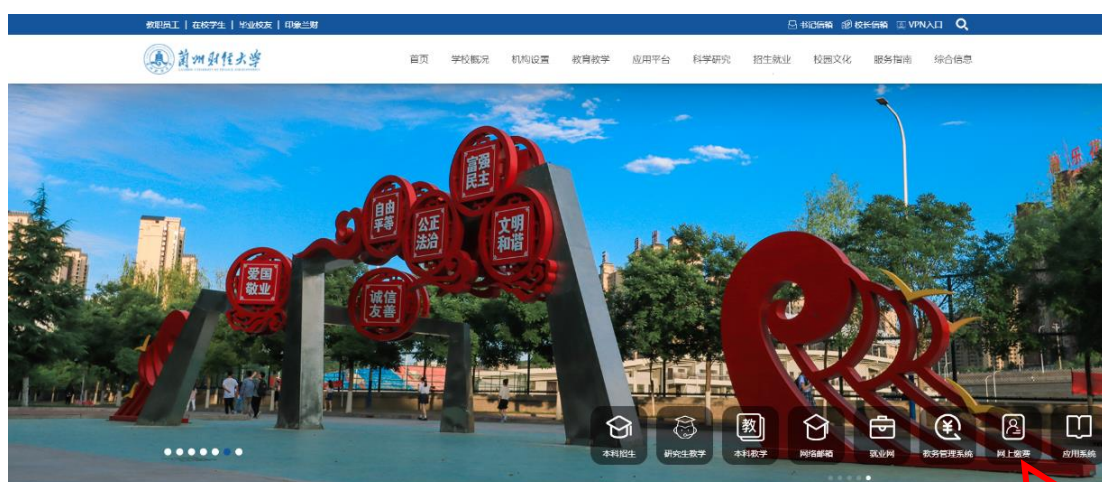 教职员工 | 在校学生 | 毕业校友 | 印象兰财
书记信箱 校长信箱 VPN入口
蘭州财经大学
首页 学校概况 机构设置 教育教学 应用平台 科学研究 招生就业 校园文化 服务指南 综合信息
富强
民主
自由
平等
公正
法治
文明
和谐
爱国
敬业
诚信
友善
本科招生 研究生教学 教 本科教学 网络邮箱 就业网 教务管理系统 网上缴费 应用系统